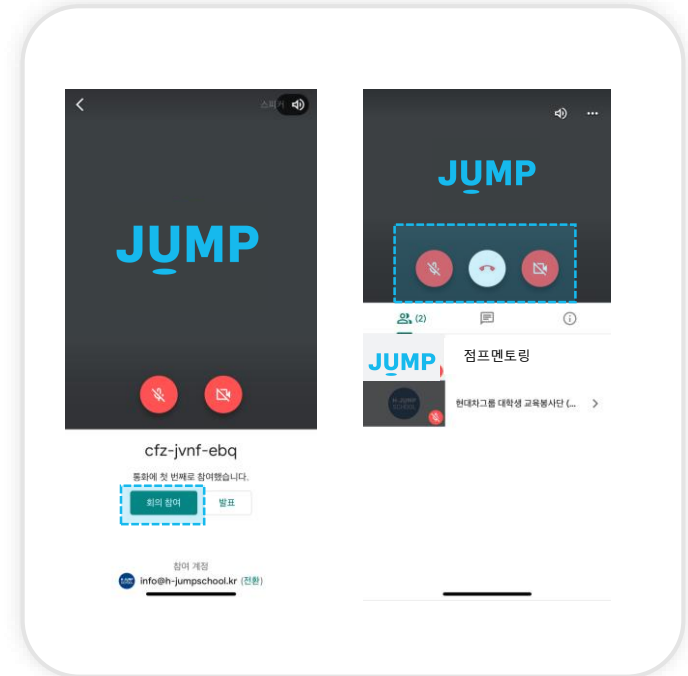 스피커
JUMP
cfz-jvnf-ebq
통화에 첫 번째로 참여했습니다.
회의 참여
발표
참여 계정
info@h-jumpschool.kr (전환)
JUMP
(2)
JUMP
점프멘토링
H-JUMP
SCHOOL
현대차그룹 대학생 교육봉사단 (...